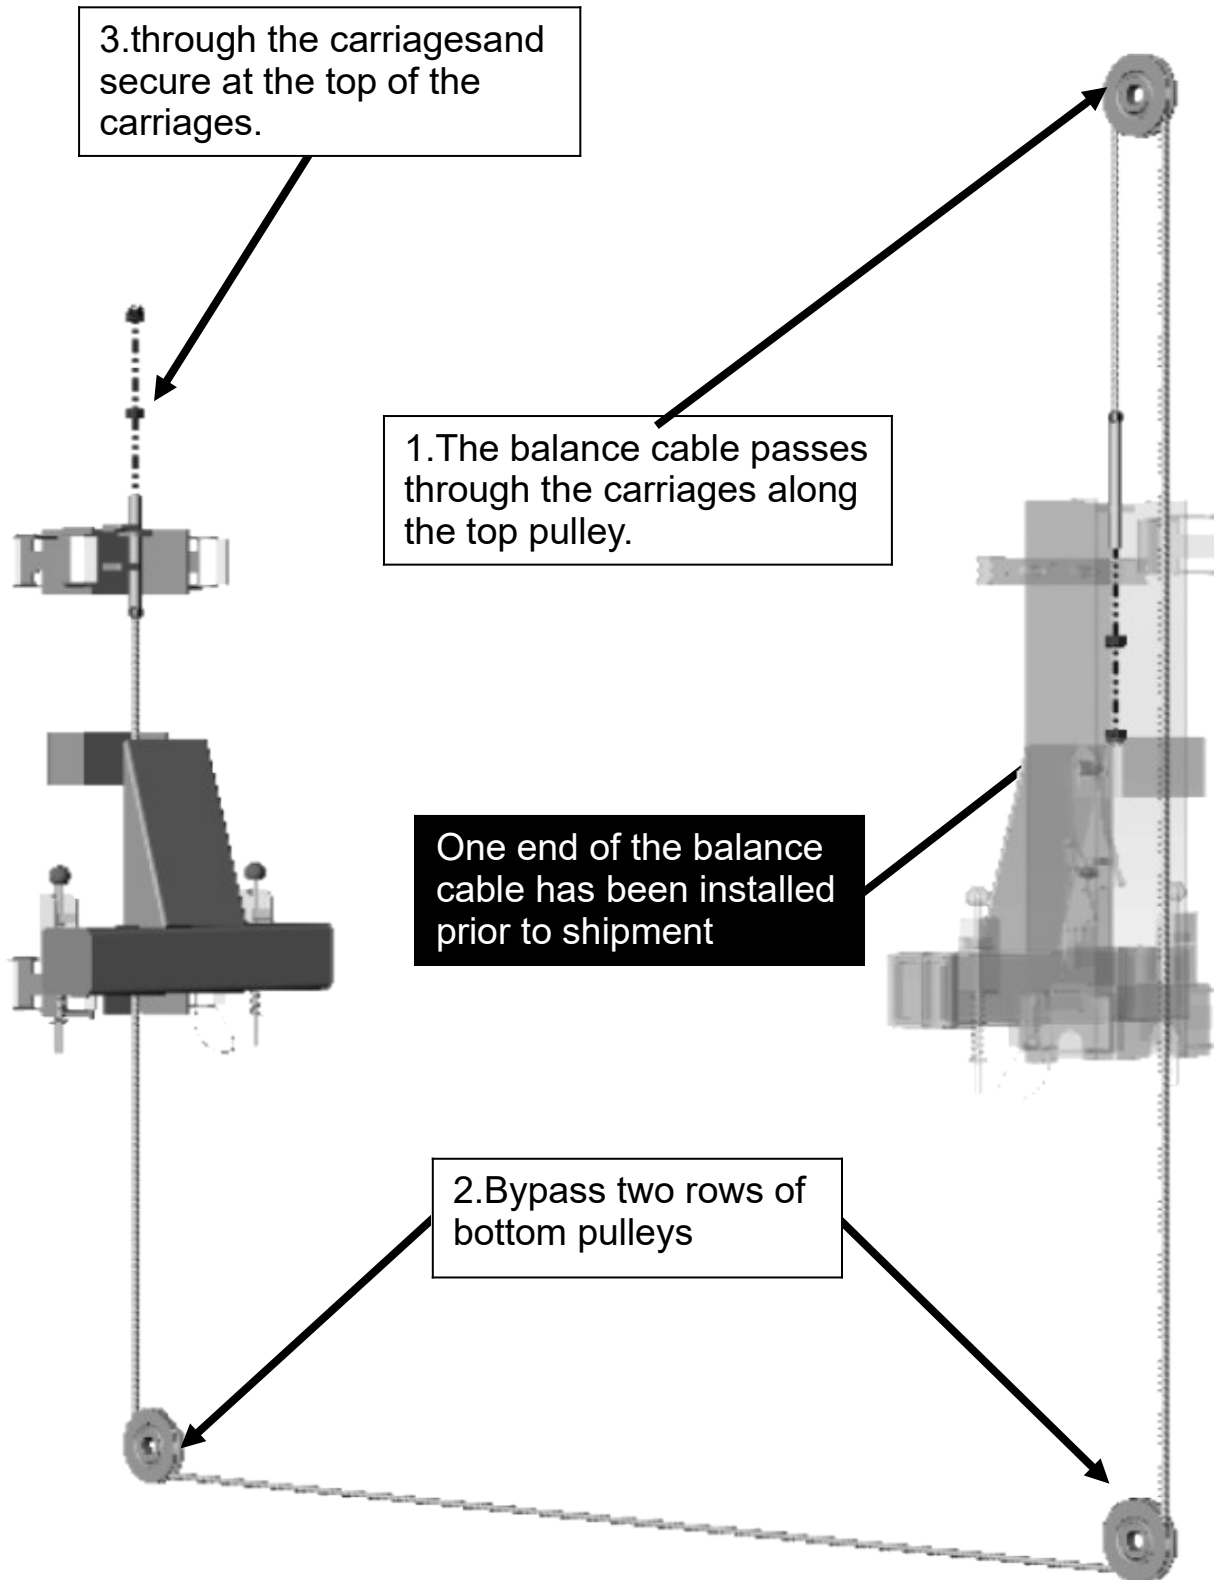 3.through the carriagesand
secure at the top of the
carriages.
1.The balance cable passes
through the carriages along
the top pulley.
One end of the balance
cable has been installed
prior to shipment
2.Bypass two rows of
bottom pulleys